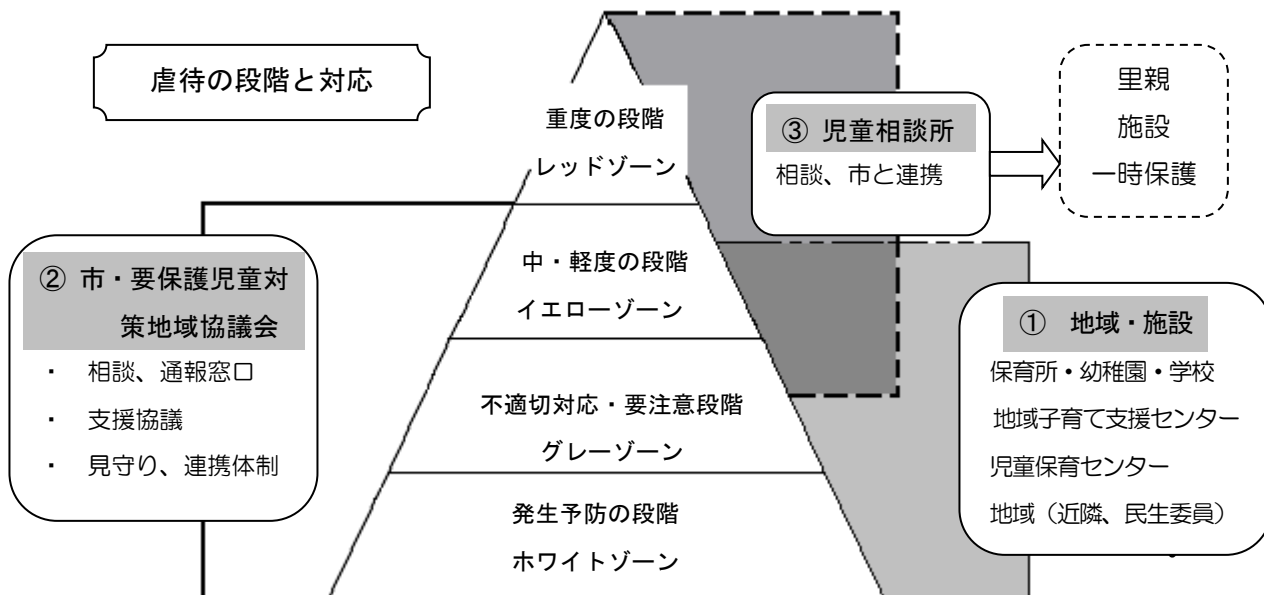 虐待の段階と対応
重度の段階
レッドゾーン
③ 児童相談所
相談、市と連携
里親
施設
一時保護
② 市・要保護児童対
策地域協議会
・ 相談、通報窓口
・ 支援協議
・ 見守り、連携体制
中・軽度の段階
イエローゾーン
① 地域・施設
保育所・幼稚園・学校
地域子育て支援センター
児童保育センター
地域（近隣、民生委員）
不適切対応・要注意段階
グレーゾーン
発生予防の段階
ホワイトゾーン